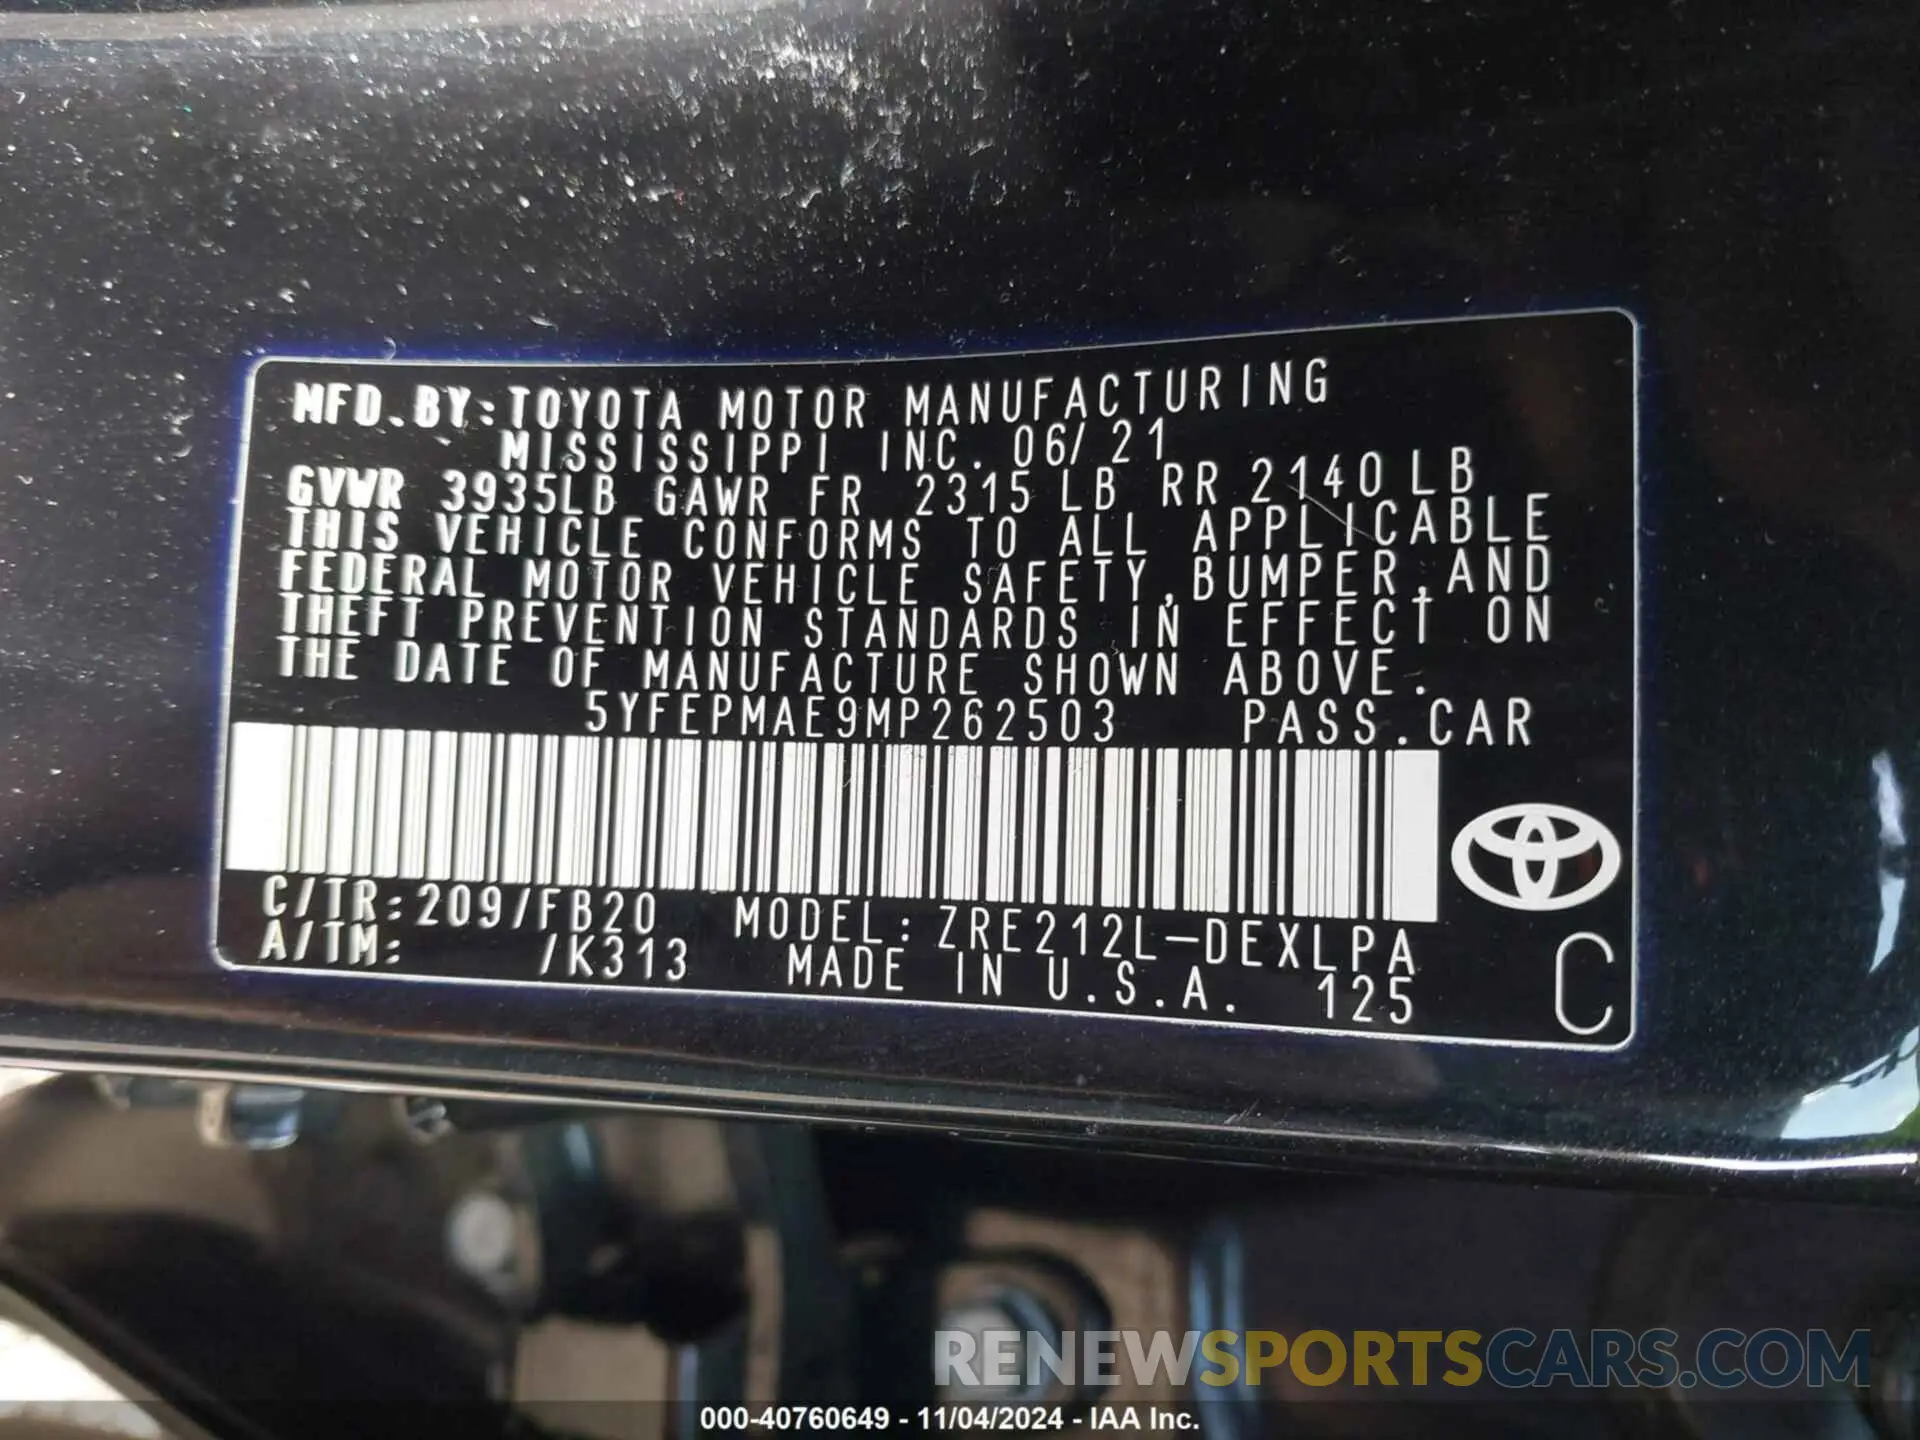 MFD.BY:TOYOTA MOTOR MANUFACTURING
MISSISSIPPI INC. 06/21
GVWR 3935LB GAWR FR 2315 LB RR 2140 LB
THIS VEHICLE CONFORMS TO ALL APPLICABLE
FEDERAL MOTOR VEHICLE SAFETY,BUMPER,AND
THEFT PREVENTION STANDARDS IN EFFECT ON
THE DATE OF MANUFACTURE SHOWN ABOVE.
5YFEPMAE9MP262503 PASS.CAR
C/TR:209/FB20 MODEL:ZRE212L-DEXLPA
A/TM: /K313 MADE IN U.S.A. 125 C
RENEWSPORTSCARS.COM
000-40760649 - 11/04/2024 - IAA Inc.